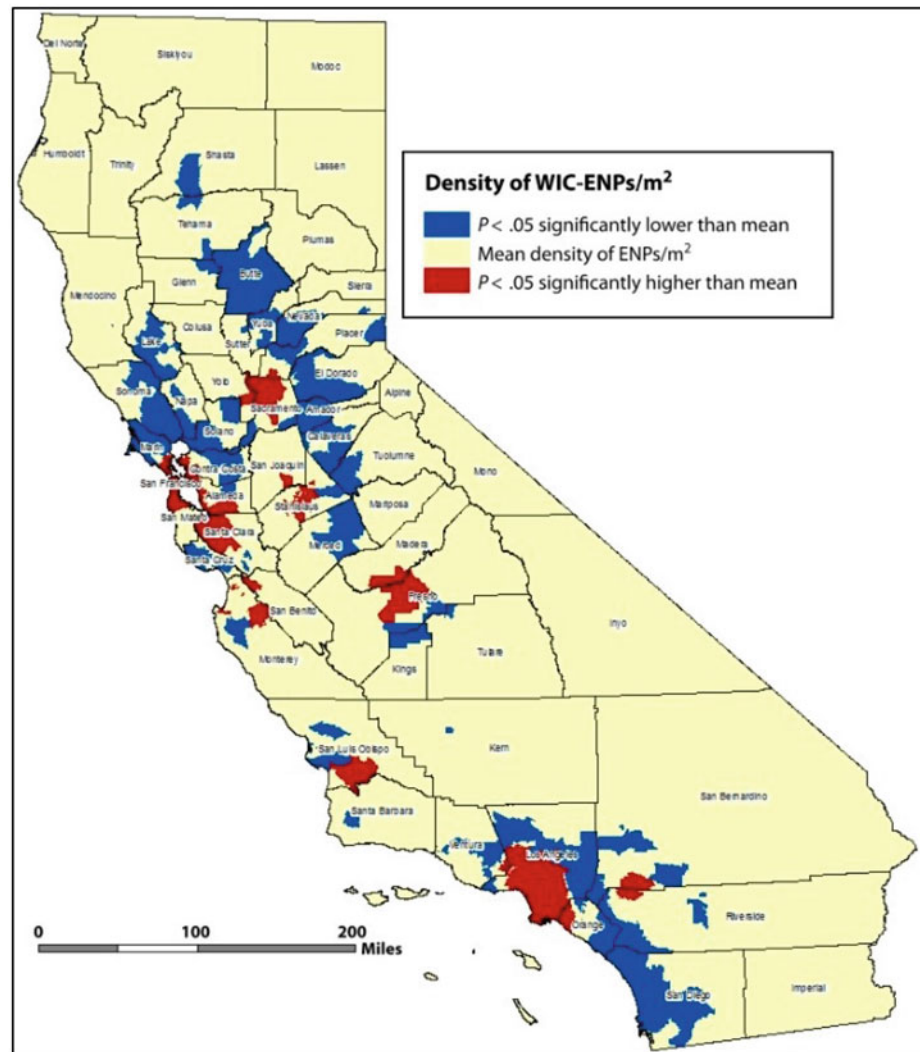 Del Norte
Siskiyou
Modoc
Humboldt
Trinity
Shasta
Lassen
Density of WIC-ENPs/m²
P < .05 significantly lower than mean
Mean density of ENPs/m²
P < .05 significantly higher than mean
Tehama
Plumas
Butte
Glenn
Sierra
Mendocino
Colusa
Yuba
Nevada
Placer
Lake
Sutter
El Dorado
Yolo
Sonoma
Napa
Alpine
Sacramento
Amador
Solano
Calaveras
Marin
Tuolumne
Mono
Contra Costa
San Joaquin
San Francisco
Alameda
Stanislaus
Mariposa
San Mateo
Santa Clara
Merced
Madera
Santa Cruz
Fresno
San Benito
Inyo
Monterey
Tulare
Kings
San Luis Obispo
Kern
San Bernardino
Santa Barbara
Ventura
Los Angeles
Riverside
Orange
0 100 200
Miles
San Diego
Imperial